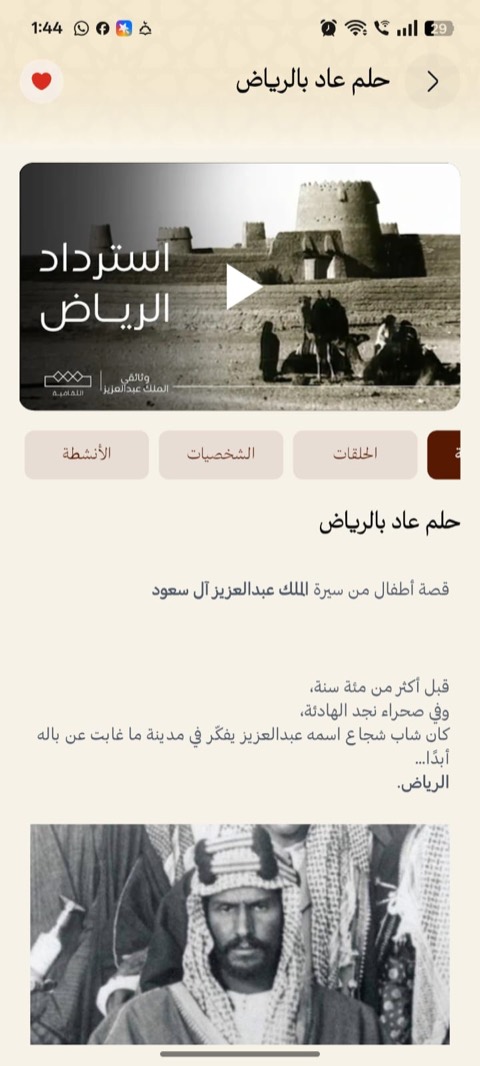 1:44
29
حلم عاد بالرياض
استرداد
الرياض
وثائقي
الملك عبدالعزيز
الثقافية
الحلقات
الشخصيات
الأنشطة
حلم عاد بالرياض
قصة أطفال من سيرة الملك عبدالعزيز آل سعود
قبل أكثر من مئة سنة،
وفي صحراء نجد الهادئة،
كان شاب شجاع اسمه عبدالعزيز يفكّر في مدينة ما غابت عن باله
أبدًا...
الرياض.